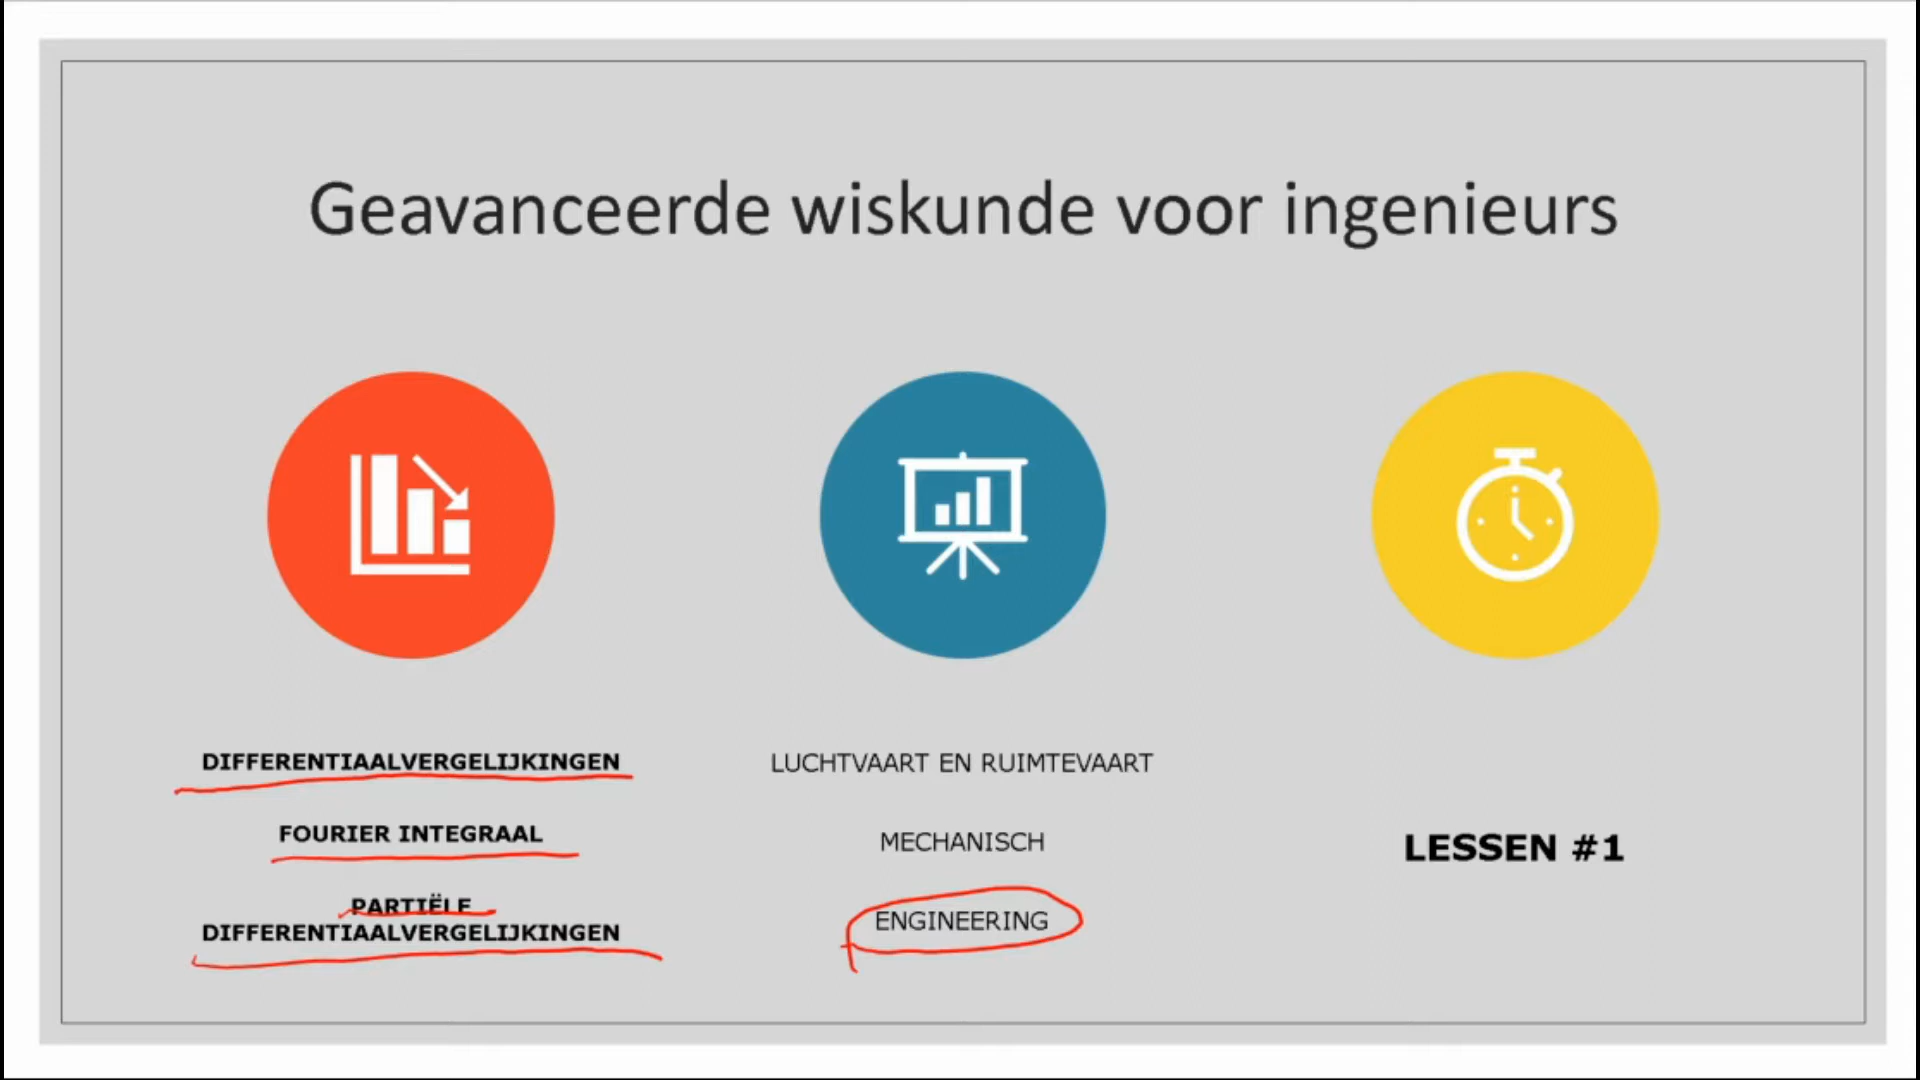 Geavanceerde wiskunde voor ingenieurs
DIFFERENTIAALVERGELIJKINGEN
FOURIER INTEGRAAL
PARTIËLE
DIFFERENTIAALVERGELIJKINGEN
LUCHTVAART EN RUIMTEVAART
MECHANISCH
ENGINEERING
LESSEN #1